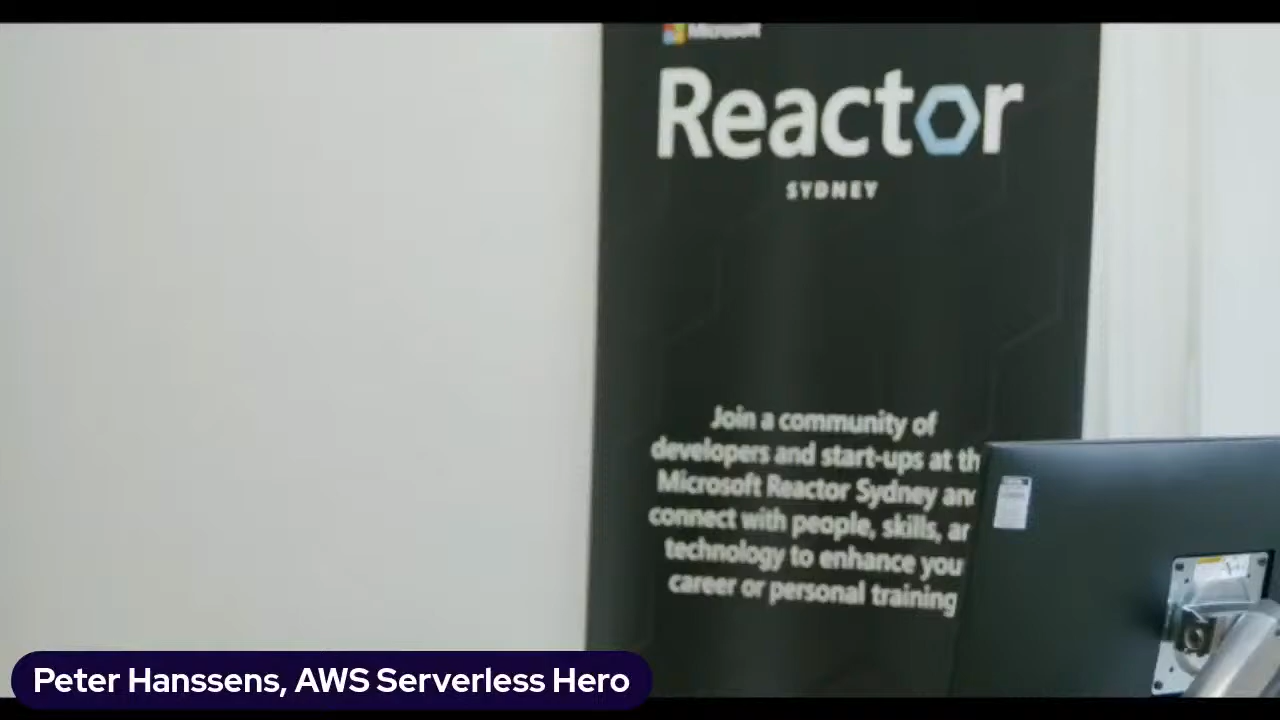 Microsoft
Reactor
SYDNEY
Join a community of
developers and start-ups at th
Microsoft Reactor Sydney an
connect with people, skills, a
technology to enhance you
career or personal training
Peter Hanssens, AWS Serverless Hero